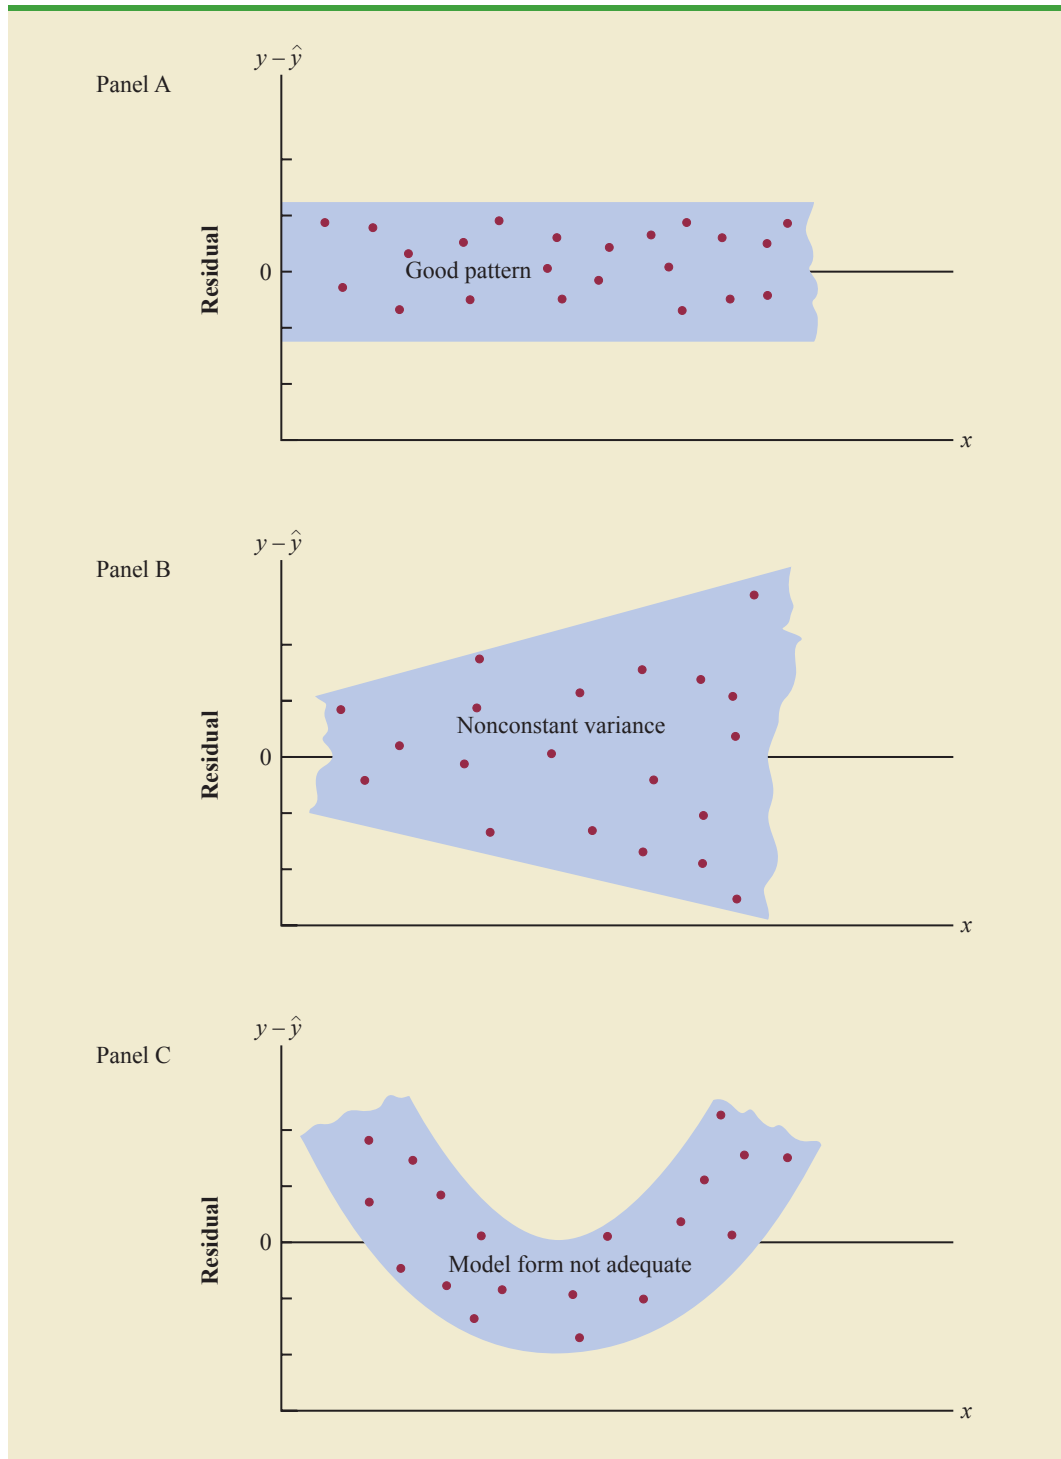 Panel A
y – ŷ
Residual
0
Good pattern
x
Panel B
y – ŷ
Residual
0
Nonconstant variance
x
Panel C
y – ŷ
Residual
0
Model form not adequate
x